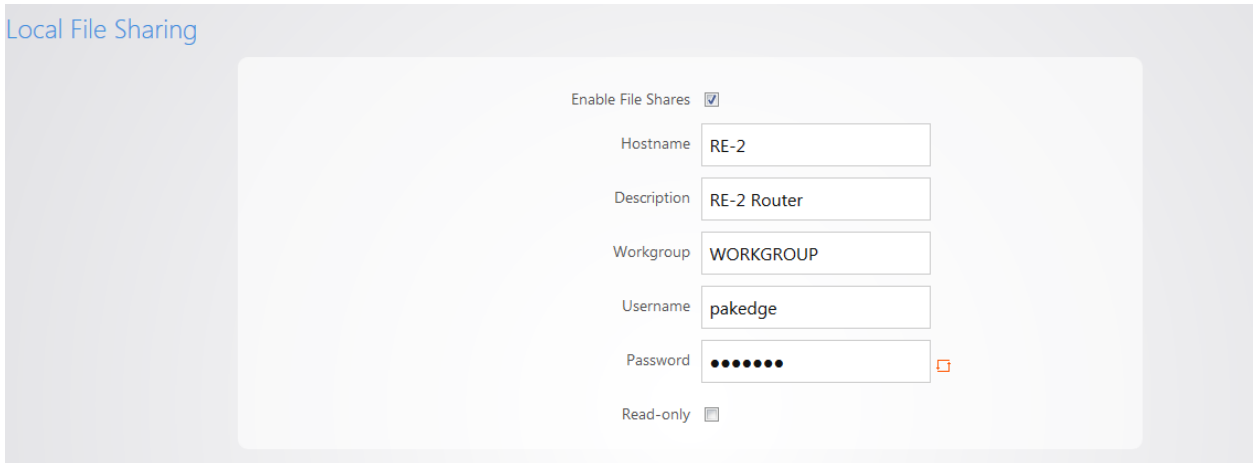 Local File Sharing
Enable File Shares
Hostname RE-2
Description RE-2 Router
Workgroup WORKGROUP
Username pakedge
Password •••••••
Read-only